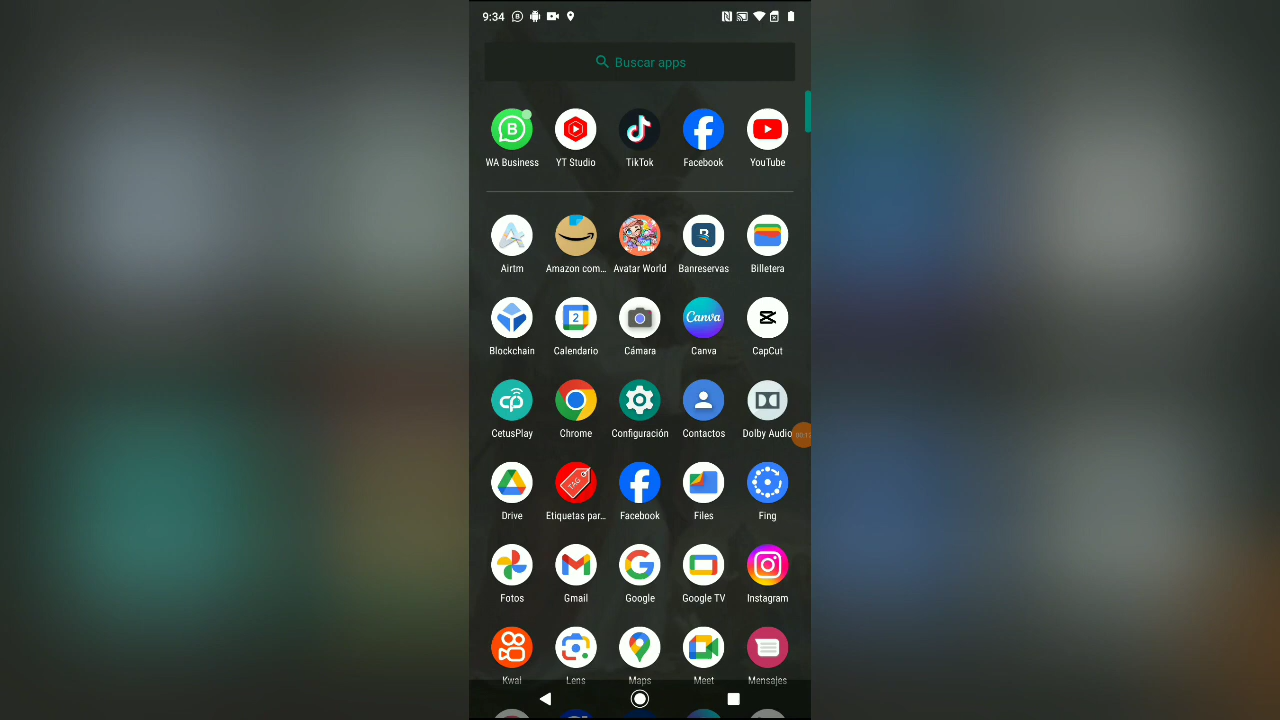 9:34
Buscar apps
WA Business YT Studio TikTok Facebook YouTube
Airtm Amazon com... Avatar World Banreservas Billetera
Blockchain Calendario Cámara Canva CapCut
CetusPlay Chrome Configuración Contactos Dolby Audio
Drive Etiquetas par... Facebook Files Fing
Fotos Gmail Google Google TV Instagram
Kwai Lens Maps Meet Mensajes